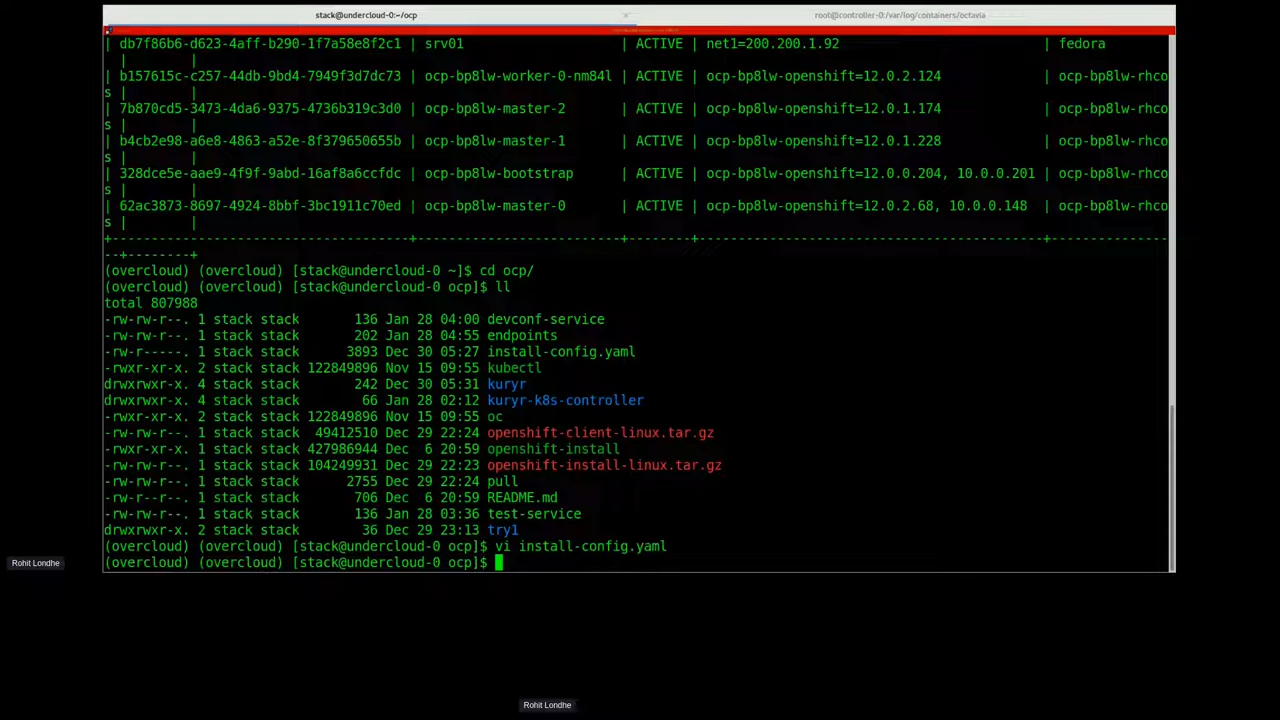 stack@undercloud-0:~/ocp × root@controller-0:/var/log/containers/octavia
| db7f86b6-d623-4aff-b290-1f7a58e8f2c1 | srv01 | ACTIVE | net1=200.200.1.92 | fedora
| |
| b157615c-c257-44db-9bd4-7949f3d7dc73 | ocp-bp8lw-worker-0-nm84l | ACTIVE | ocp-bp8lw-openshift=12.0.2.124 | ocp-bp8lw-rhco
s | |
| 7b870cd5-3473-4da6-9375-4736b319c3d0 | ocp-bp8lw-master-2 | ACTIVE | ocp-bp8lw-openshift=12.0.1.174 | ocp-bp8lw-rhco
s | |
| b4cb2e98-a6e8-4863-a52e-8f379650655b | ocp-bp8lw-master-1 | ACTIVE | ocp-bp8lw-openshift=12.0.1.228 | ocp-bp8lw-rhco
s | |
| 328dce5e-aae9-4f9f-9abd-16af8a6ccfdc | ocp-bp8lw-bootstrap | ACTIVE | ocp-bp8lw-openshift=12.0.0.204, 10.0.0.201 | ocp-bp8lw-rhco
s | |
| 62ac3873-8697-4924-8bbf-3bc1911c70ed | ocp-bp8lw-master-0 | ACTIVE | ocp-bp8lw-openshift=12.0.2.68, 10.0.0.148 | ocp-bp8lw-rhco
s | |
+--------------------------------------+--------------------------+--------+--------------------------------------------+---------------
--+--------+
(overcloud) (overcloud) [stack@undercloud-0 ~]$ cd ocp/
(overcloud) (overcloud) [stack@undercloud-0 ocp]$ ll
total 807988
-rw-rw-r--. 1 stack stack 136 Jan 28 04:00 devconf-service
-rw-rw-r--. 1 stack stack 202 Jan 28 04:55 endpoints
-rw-r-----. 1 stack stack 3893 Dec 30 05:27 install-config.yaml
-rwxr-xr-x. 2 stack stack 122849896 Nov 15 09:55 kubectl
drwxrwxr-x. 4 stack stack 242 Dec 30 05:31 kuryr
drwxrwxr-x. 4 stack stack 66 Jan 28 02:12 kuryr-k8s-controller
-rwxr-xr-x. 2 stack stack 122849896 Nov 15 09:55 oc
-rw-rw-r--. 1 stack stack 49412510 Dec 29 22:24 openshift-client-linux.tar.gz
-rwxr-xr-x. 1 stack stack 427986944 Dec 6 20:59 openshift-install
-rw-rw-r--. 1 stack stack 104249931 Dec 29 22:23 openshift-install-linux.tar.gz
-rw-rw-r--. 1 stack stack 2755 Dec 29 22:24 pull
-rw-r--r--. 1 stack stack 706 Dec 6 20:59 README.md
-rw-rw-r--. 1 stack stack 136 Jan 28 03:36 test-service
drwxrwxr-x. 2 stack stack 36 Dec 29 23:13 try1
(overcloud) (overcloud) [stack@undercloud-0 ocp]$ vi install-config.yaml
(overcloud) (overcloud) [stack@undercloud-0 ocp]$
Rohit Londhe
Rohit Londhe